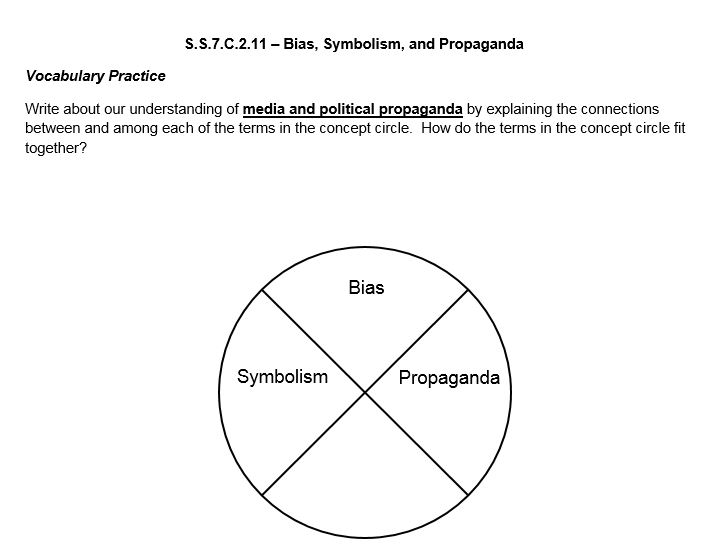 S.S.7.C.2.11 – Bias, Symbolism, and Propaganda
Vocabulary Practice
Write about our understanding of media and political propaganda by explaining the connections
between and among each of the terms in the concept circle.  How do the terms in the concept circle fit
together?
Bias
Symbolism
Propaganda